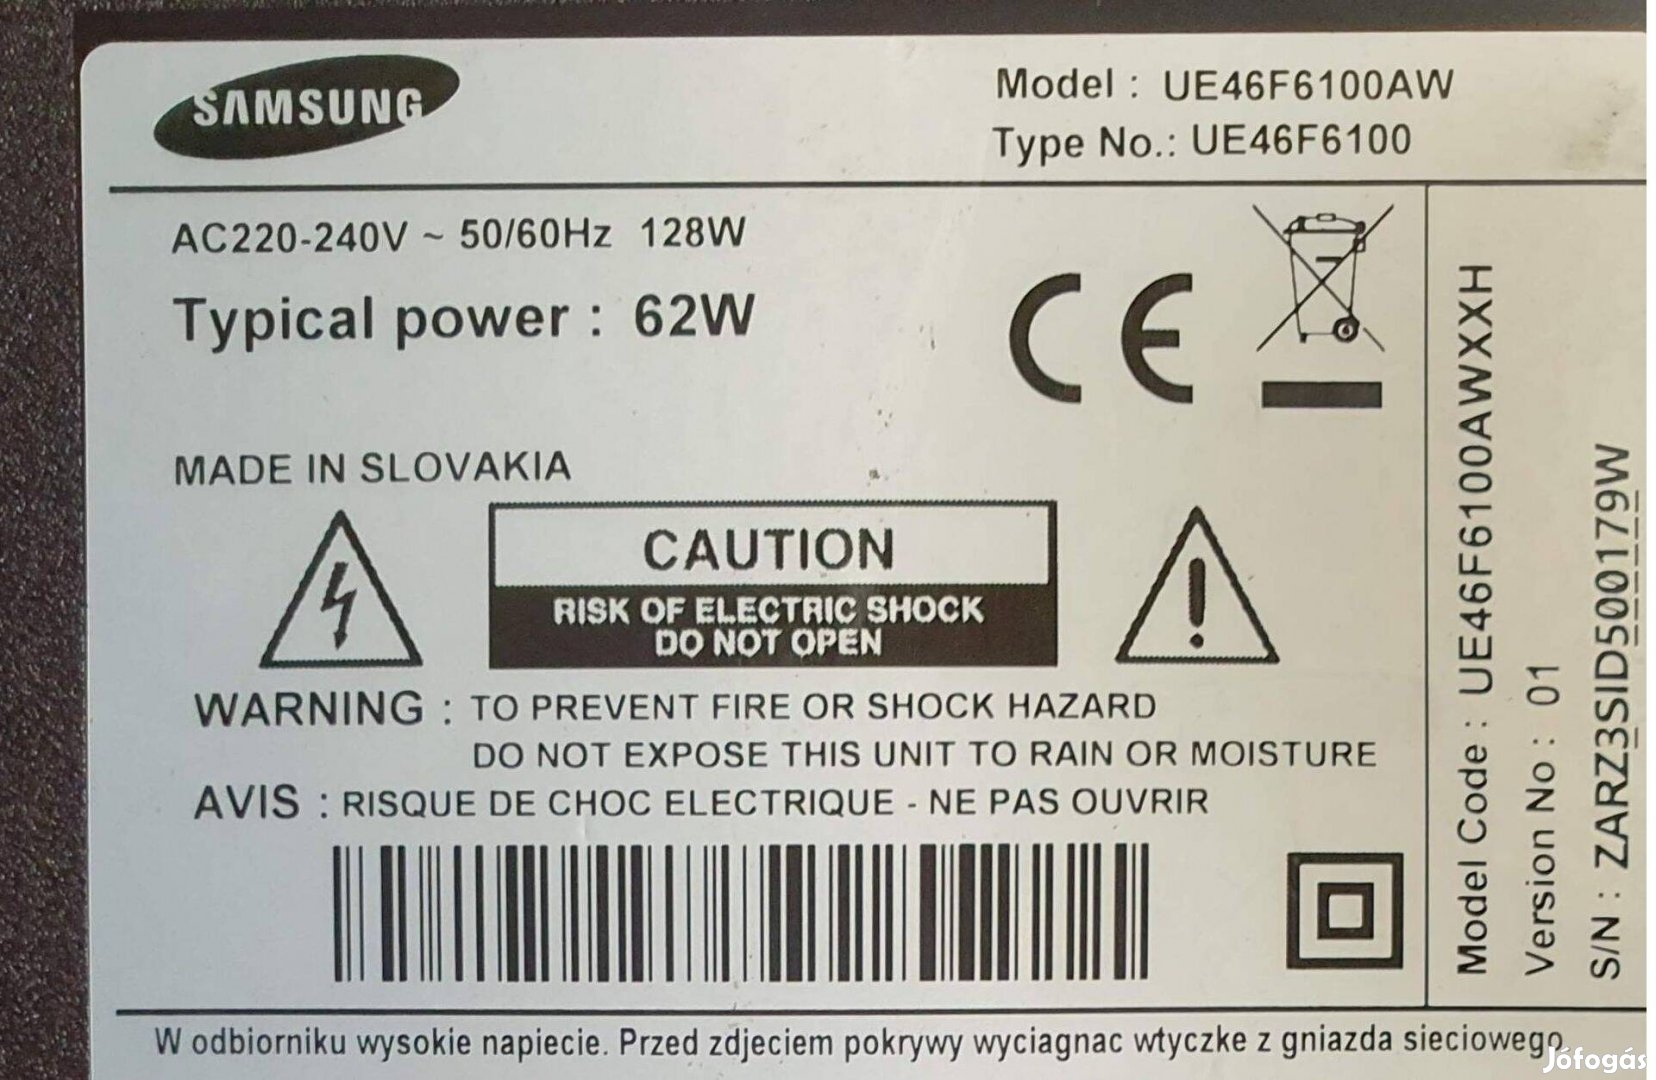 SAMSUNG
Model : UE46F6100AW
Type No.: UE46F6100
AC220-240V ~ 50/60Hz 128W
Typical power : 62W
CE
MADE IN SLOVAKIA
CAUTION
RISK OF ELECTRIC SHOCK
DO NOT OPEN
WARNING : TO PREVENT FIRE OR SHOCK HAZARD
DO NOT EXPOSE THIS UNIT TO RAIN OR MOISTURE
AVIS : RISQUE DE CHOC ELECTRIQUE - NE PAS OUVRIR
Model Code : UE46F6100AWXXXH
Version No : 01
S/N : ZARZ3SID500179W
W odbiorniku wysokie napiecie. Przed zdjeciem pokrywy wyciagnac wtyczke z gniazda sieciowego
Jófogás